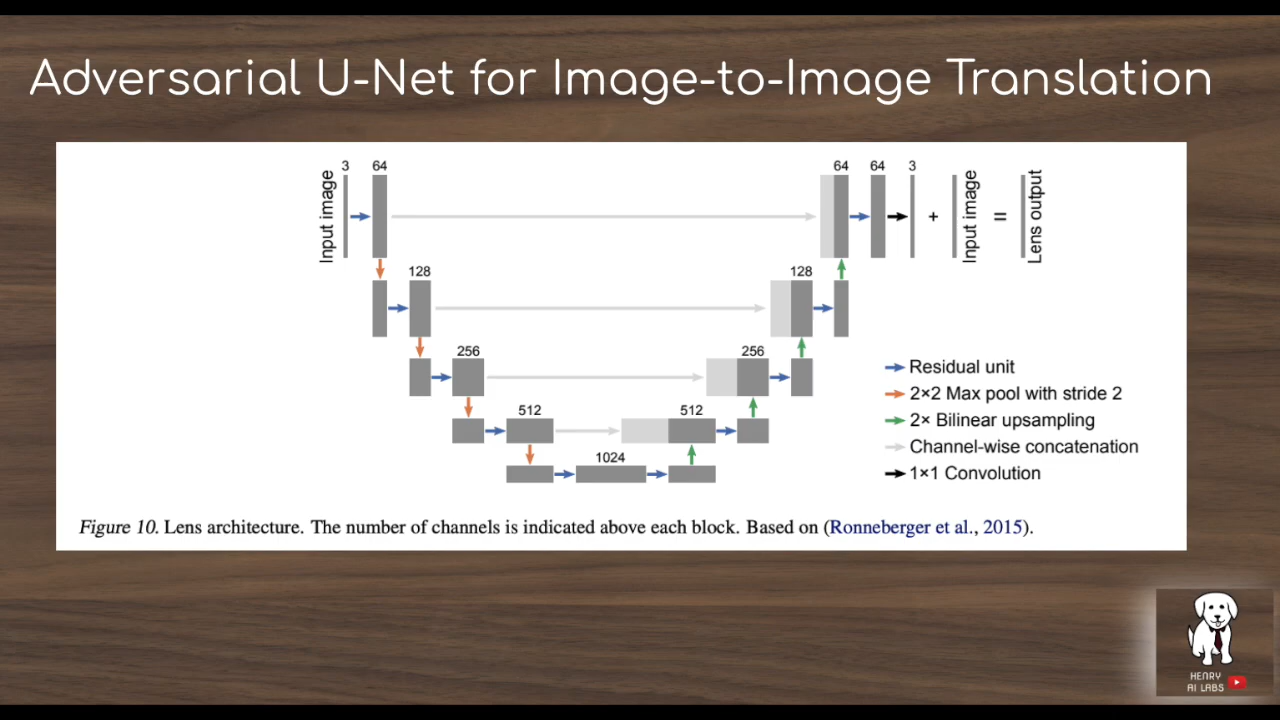 Adversarial U-Net for Image-to-Image Translation
Input image
3
64
64
64
3
+
Input image
=
Lens output
128
128
256
256
512
512
1024
Residual unit
2×2 Max pool with stride 2
2× Bilinear upsampling
Channel-wise concatenation
1×1 Convolution
Figure 10. Lens architecture. The number of channels is indicated above each block. Based on (Ronneberger et al., 2015).
HENRY
AI LABS